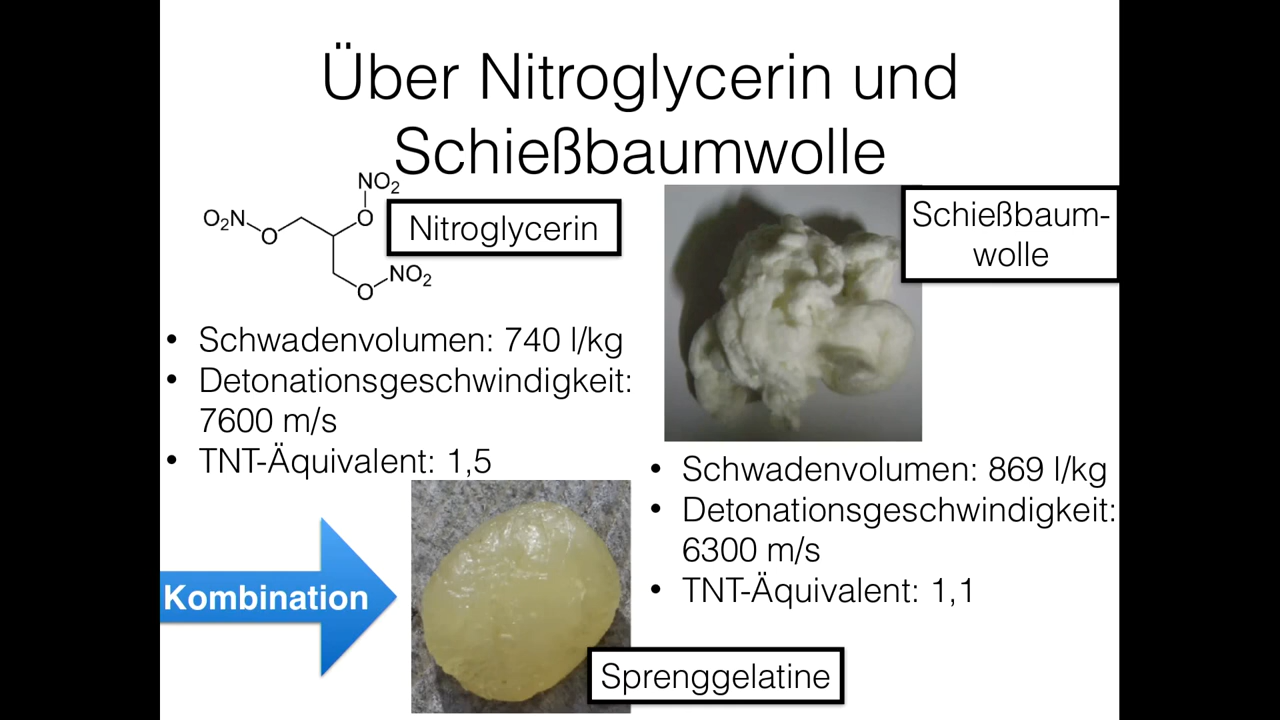 Über Nitroglycerin und
Schießbaumwolle
NO2
O2N
O
O
NO2
O
Nitroglycerin
• Schwadenvolumen: 740 l/kg
• Detonationsgeschwindigkeit:
7600 m/s
• TNT-Äquivalent: 1,5
Schießbaum-
wolle
• Schwadenvolumen: 869 l/kg
• Detonationsgeschwindigkeit:
6300 m/s
• TNT-Äquivalent: 1,1
Kombination
Sprenggelatine